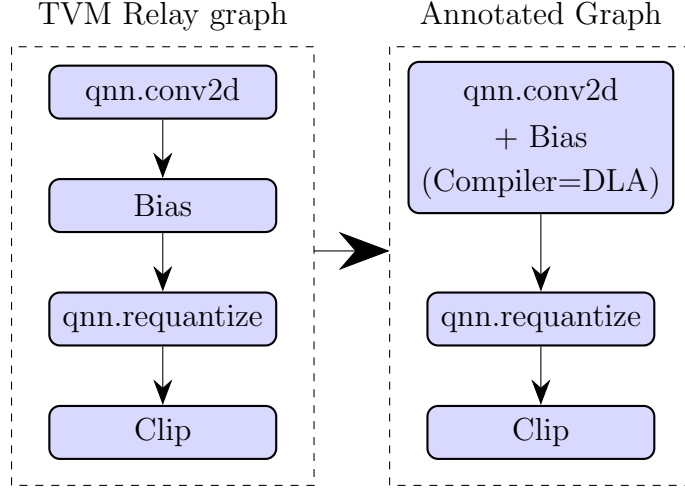 TVM Relay graph
qnn.conv2d
Bias
qnn.requantize
Clip
Annotated Graph
qnn.conv2d
+ Bias
(Compiler=DLA)
qnn.requantize
Clip